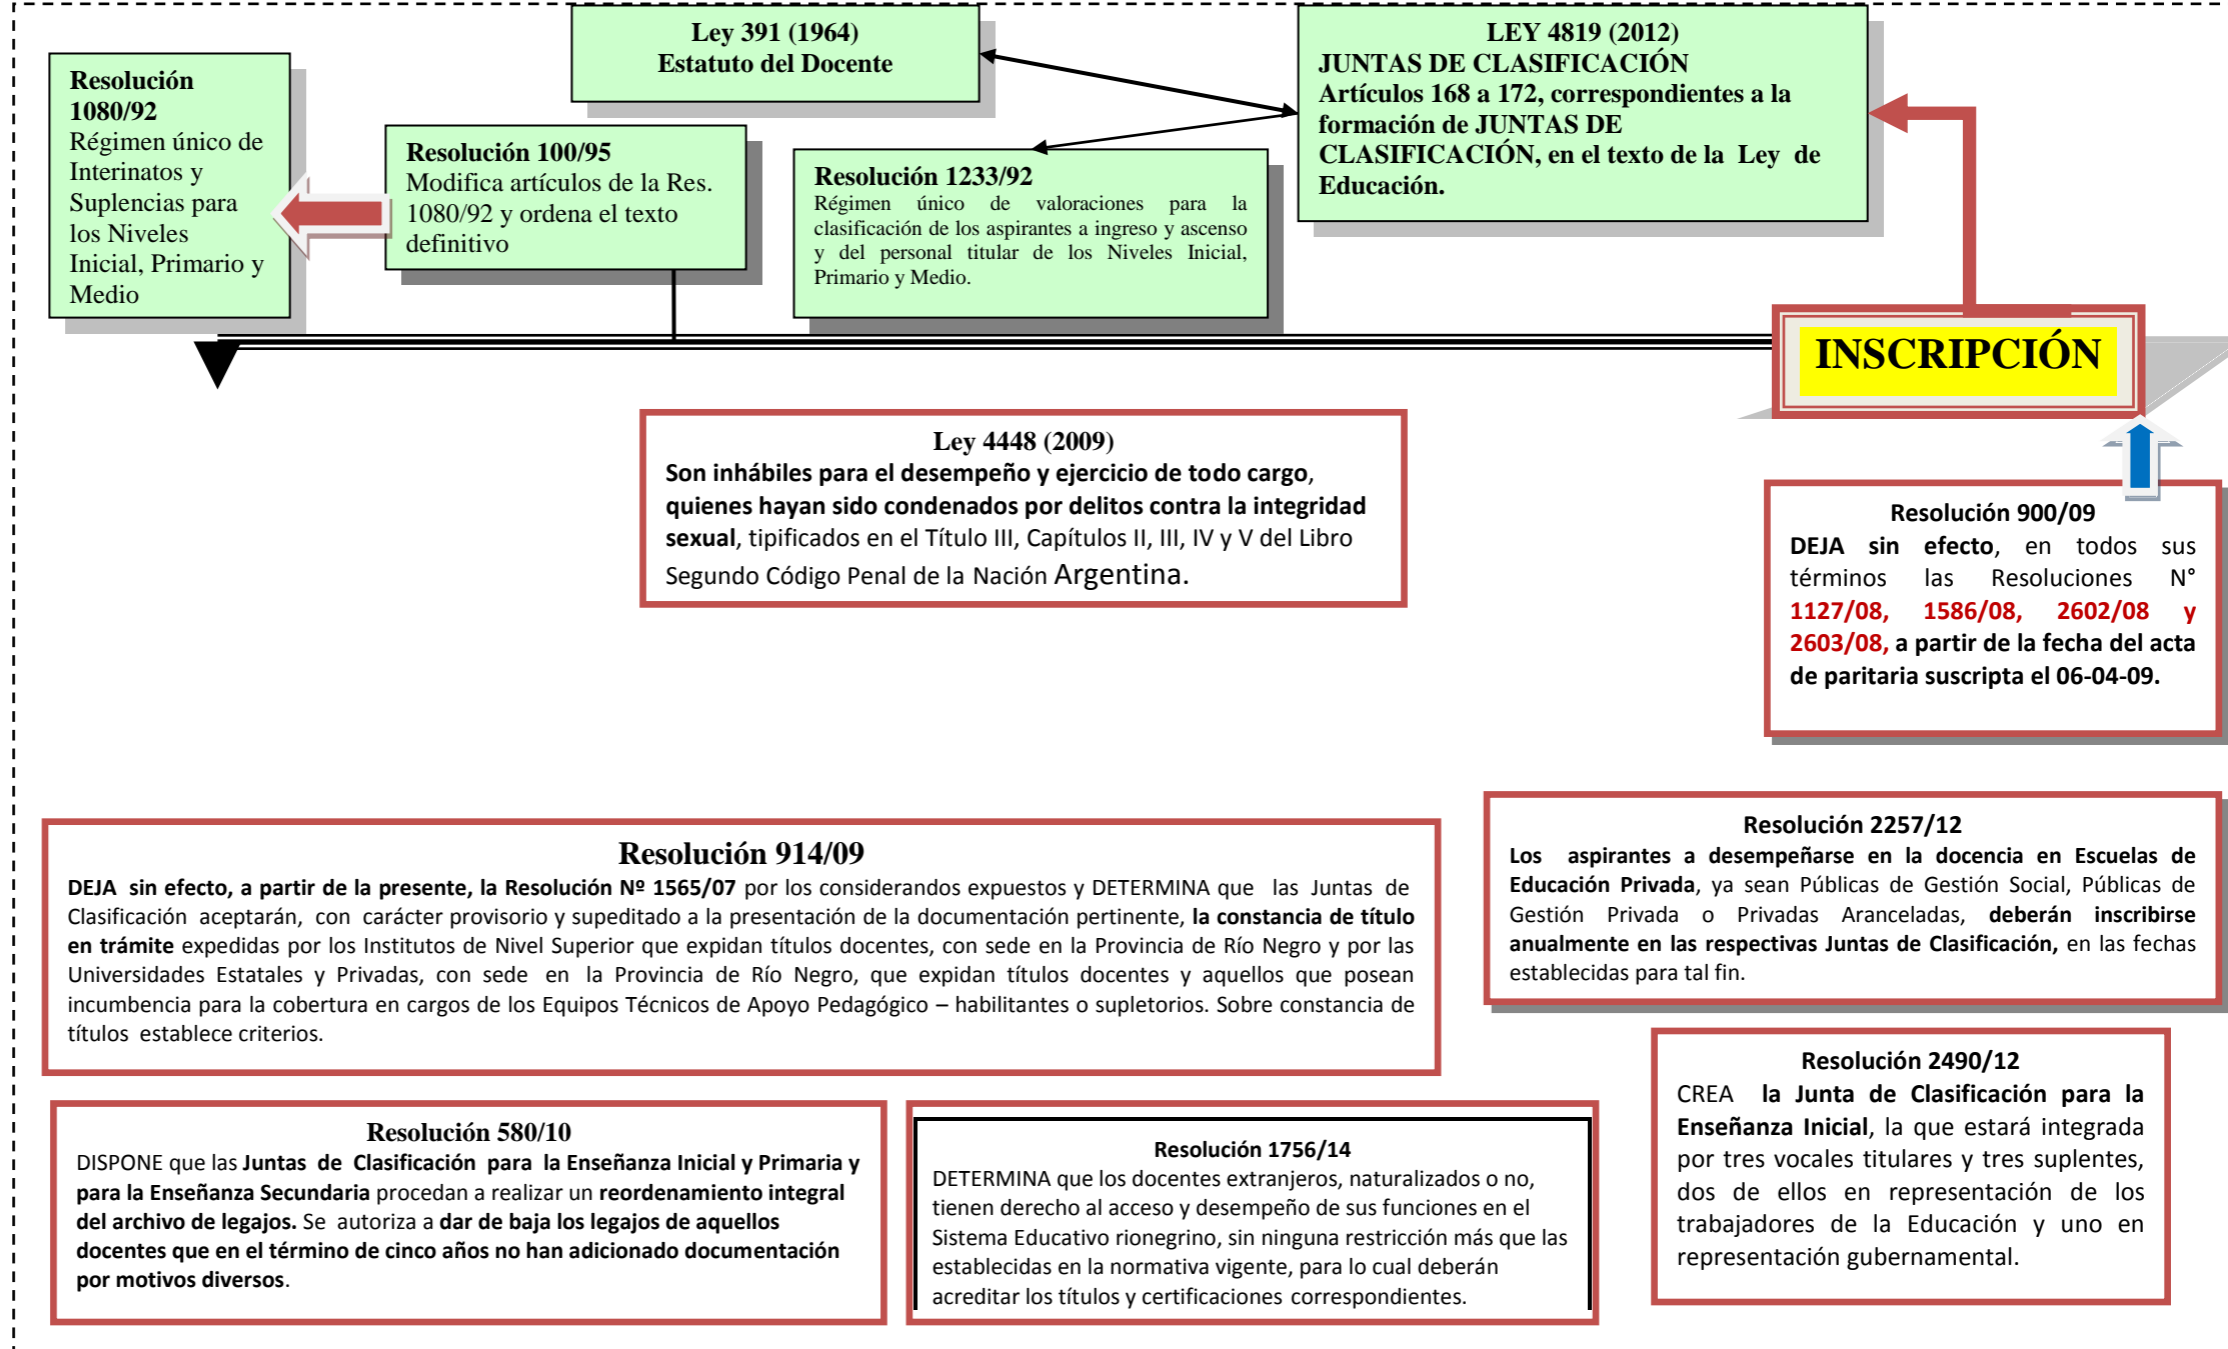 Ley 391 (1964)
Estatuto del Docente
LEY 4819 (2012)
JUNTAS DE CLASIFICACIÓN
Artículos 168 a 172, correspondientes a la
formación de JUNTAS DE
CLASIFICACIÓN, en el texto de la Ley de
Educación.
Resolución
1080/92
Régimen único de
Interinatos y
Suplencias para
los Niveles
Inicial, Primario y
Medio
Resolución 100/95
Modifica artículos de la Res.
1080/92 y ordena el texto
definitivo
Resolución 1233/92
Régimen único de valoraciones para la
clasificación de los aspirantes a ingreso y ascenso
y del personal titular de los Niveles Inicial,
Primario y Medio.
INSCRIPCIÓN
Ley 4448 (2009)
Son inhábiles para el desempeño y ejercicio de todo cargo,
quienes hayan sido condenados por delitos contra la integridad
sexual, tipificados en el Título III, Capítulos II, III, IV y V del Libro
Segundo Código Penal de la Nación Argentina.
Resolución 900/09
DEJA sin efecto, en todos sus
términos las Resoluciones N°
1127/08, 1586/08, 2602/08 y
2603/08, a partir de la fecha del acta
de paritaria suscripta el 06-04-09.
Resolución 914/09
DEJA sin efecto, a partir de la presente, la Resolución Nº 1565/07 por los considerandos expuestos y DETERMINA que las Juntas de
Clasificación aceptarán, con carácter provisorio y supeditado a la presentación de la documentación pertinente, la constancia de título
en trámite expedidas por los Institutos de Nivel Superior que expidan títulos docentes, con sede en la Provincia de Río Negro y por las
Universidades Estatales y Privadas, con sede en la Provincia de Río Negro, que expidan títulos docentes y aquellos que posean
incumbencia para la cobertura en cargos de los Equipos Técnicos de Apoyo Pedagógico – habilitantes o supletorios. Sobre constancia de
títulos establece criterios.
Resolución 2257/12
Los aspirantes a desempeñarse en la docencia en Escuelas de
Educación Privada, ya sean Públicas de Gestión Social, Públicas de
Gestión Privada o Privadas Aranceladas, deberán inscribirse
anualmente en las respectivas Juntas de Clasificación, en las fechas
establecidas para tal fin.
Resolución 580/10
DISPONE que las Juntas de Clasificación para la Enseñanza Inicial y Primaria y
para la Enseñanza Secundaria procedan a realizar un reordenamiento integral
del archivo de legajos. Se autoriza a dar de baja los legajos de aquellos
docentes que en el término de cinco años no han adicionado documentación
por motivos diversos.
Resolución 1756/14
DETERMINA que los docentes extranjeros, naturalizados o no,
tienen derecho al acceso y desempeño de sus funciones en el
Sistema Educativo rionegrino, sin ninguna restricción más que las
establecidas en la normativa vigente, para lo cual deberán
acreditar los títulos y certificaciones correspondientes.
Resolución 2490/12
CREA la Junta de Clasificación para la
Enseñanza Inicial, la que estará integrada
por tres vocales titulares y tres suplentes,
dos de ellos en representación de los
trabajadores de la Educación y uno en
representación gubernamental.